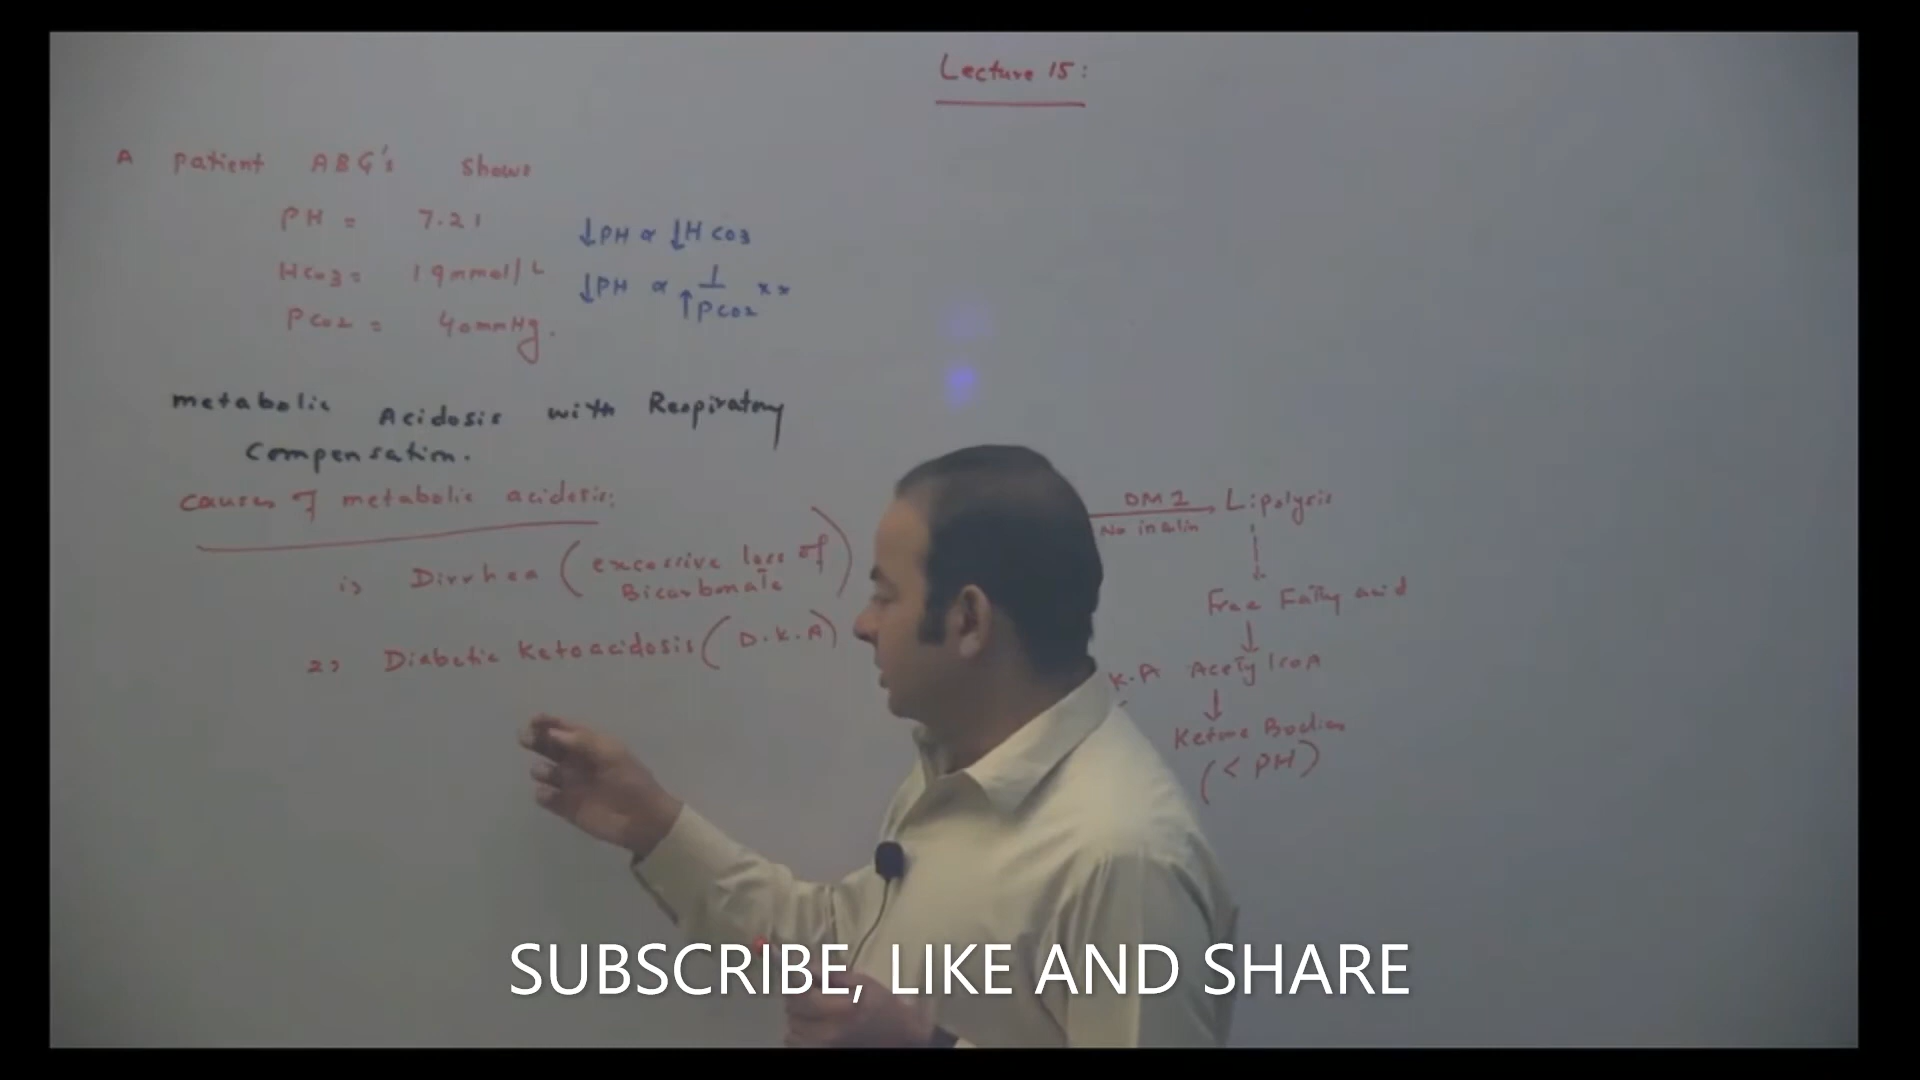 Lecture 15:
A patient ABG's shows
PH = 7.21
HCO3= 19mmol/L
PCO2 = 40mmHg.
↓PH α ↓HCO3
↓PH α 1/↑PCO2 **
metabolic Acidosis with Respiratory
Compensation.
causes of metabolic acidosis:
1) Dirrhea (excessive loss of
Bicarbonate)
2) Diabetic Ketoacidosis (D.K.A)
DM1
No insulin
Lipolysis
Free Fatty acid
K.A Acetyl COA
Ketone Bodies
(< PH)
SUBSCRIBE, LIKE AND SHARE